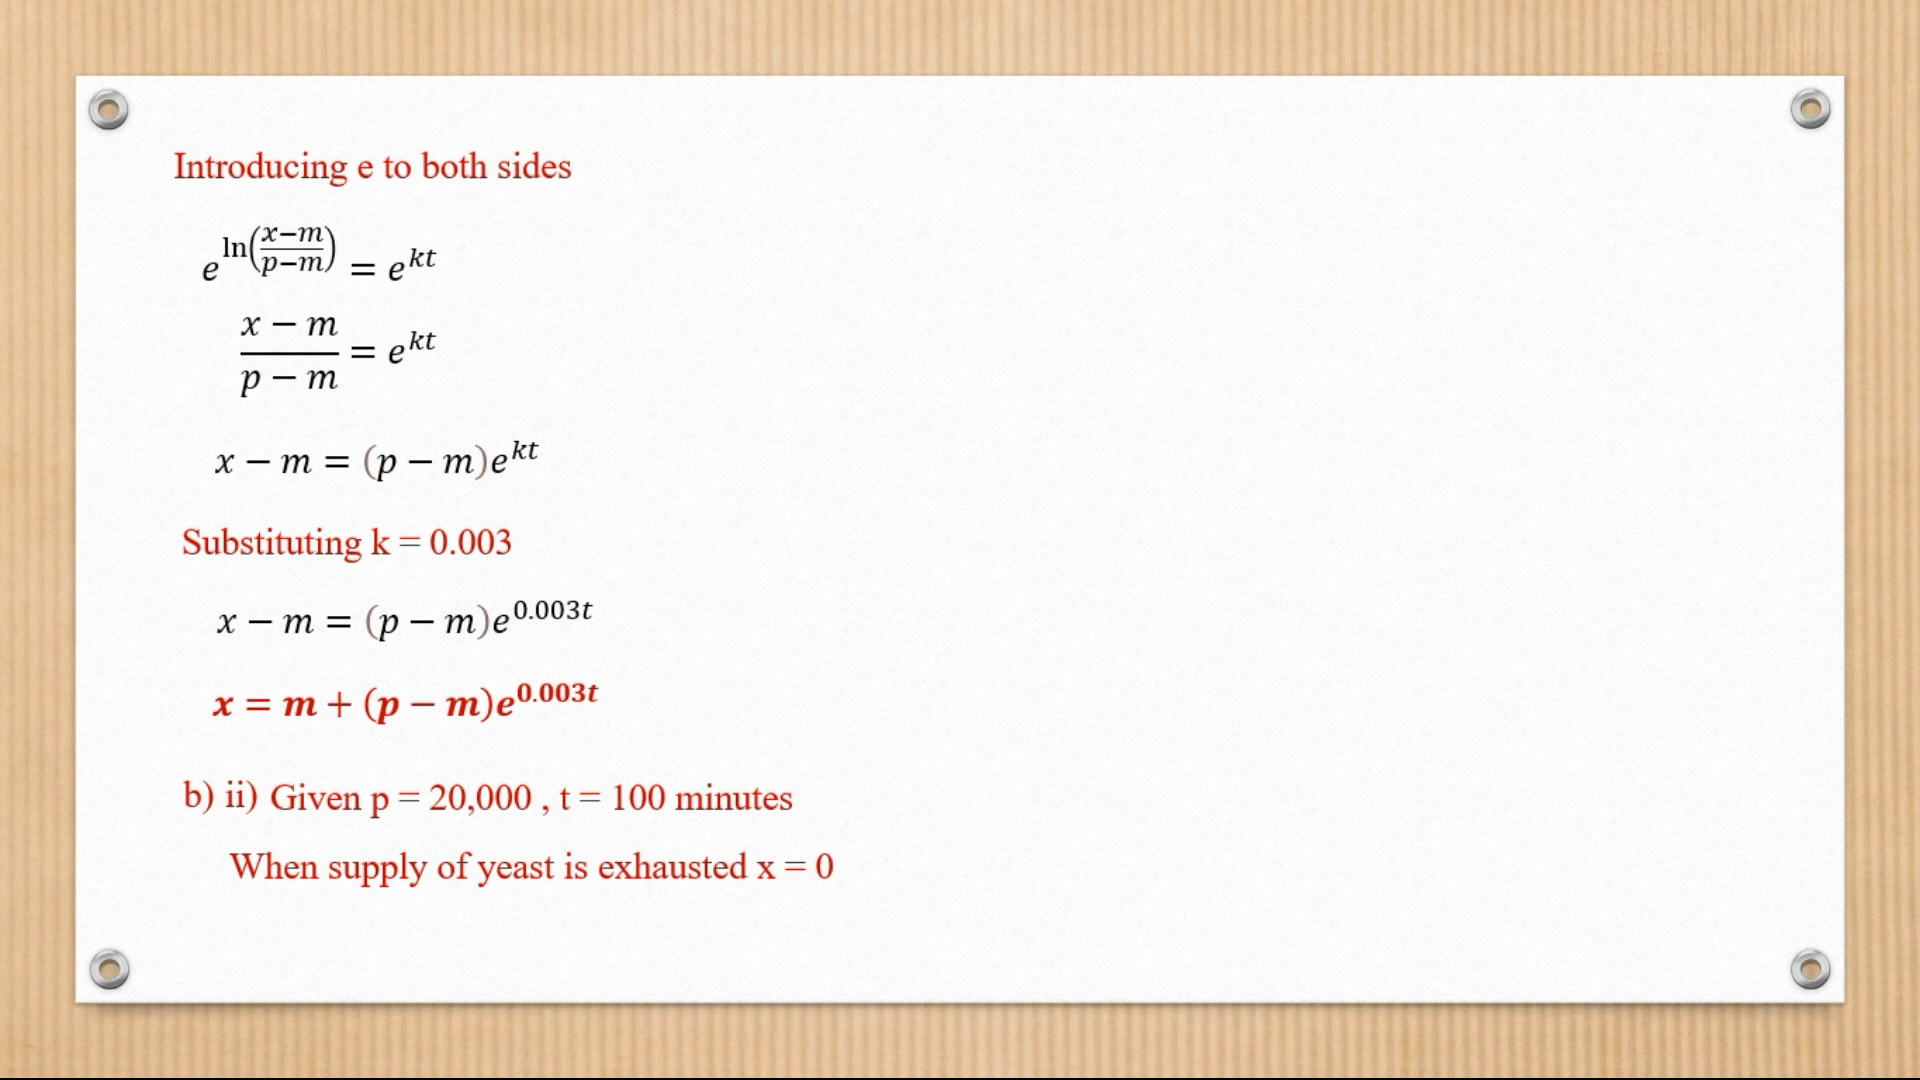 Introducing e to both sides
e^{ln((x−m)/(p−m))} = e^{kt}
(x − m)/(p − m) = e^{kt}
x − m = (p − m)e^{kt}
Substituting k = 0.003
x − m = (p − m)e^{0.003t}
x = m + (p − m)e^{0.003t}
b) ii) Given p = 20,000 , t = 100 minutes
When supply of yeast is exhausted x = 0